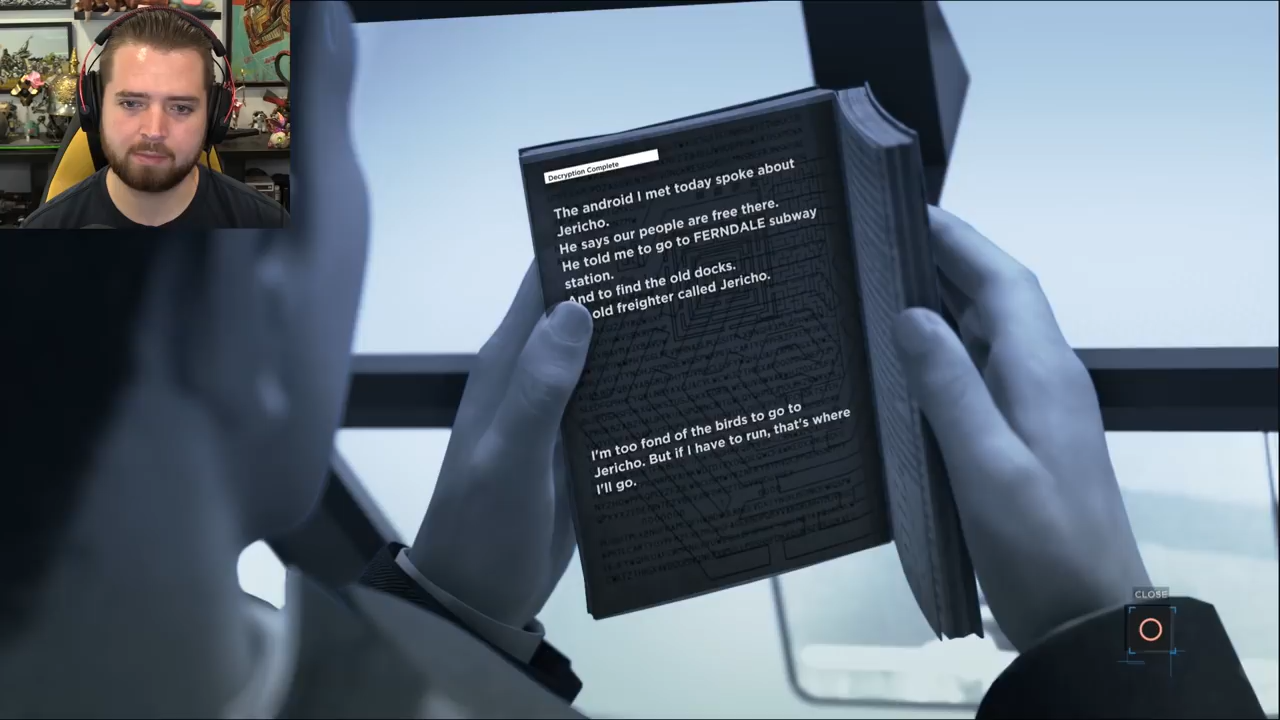 Decryption Complete
The android I met today spoke about
Jericho.
He says our people are free there.
He told me to go to FERNDALE subway
station.
And to find the old docks.
old freighter called Jericho.
I'm too fond of the birds to go to
Jericho. But if I have to run, that's where
I'll go.
CLOSE